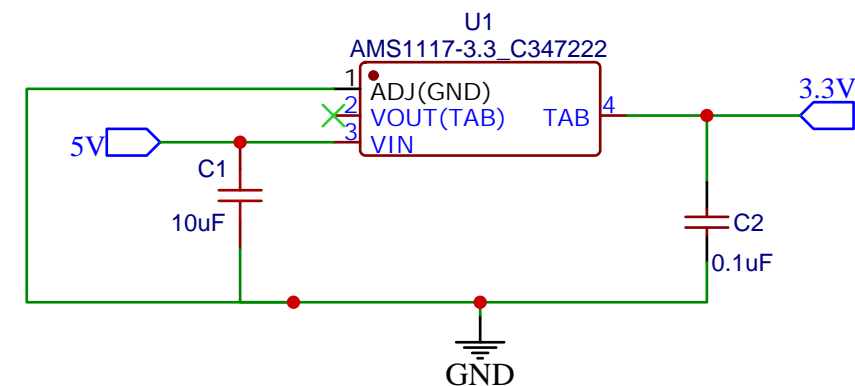 U1
AMS1117-3.3_C347222
1
ADJ(GND)
2
VOUT(TAB)
TAB
4
3
VIN
3.3V
5V
C1
10uF
C2
0.1uF
GND